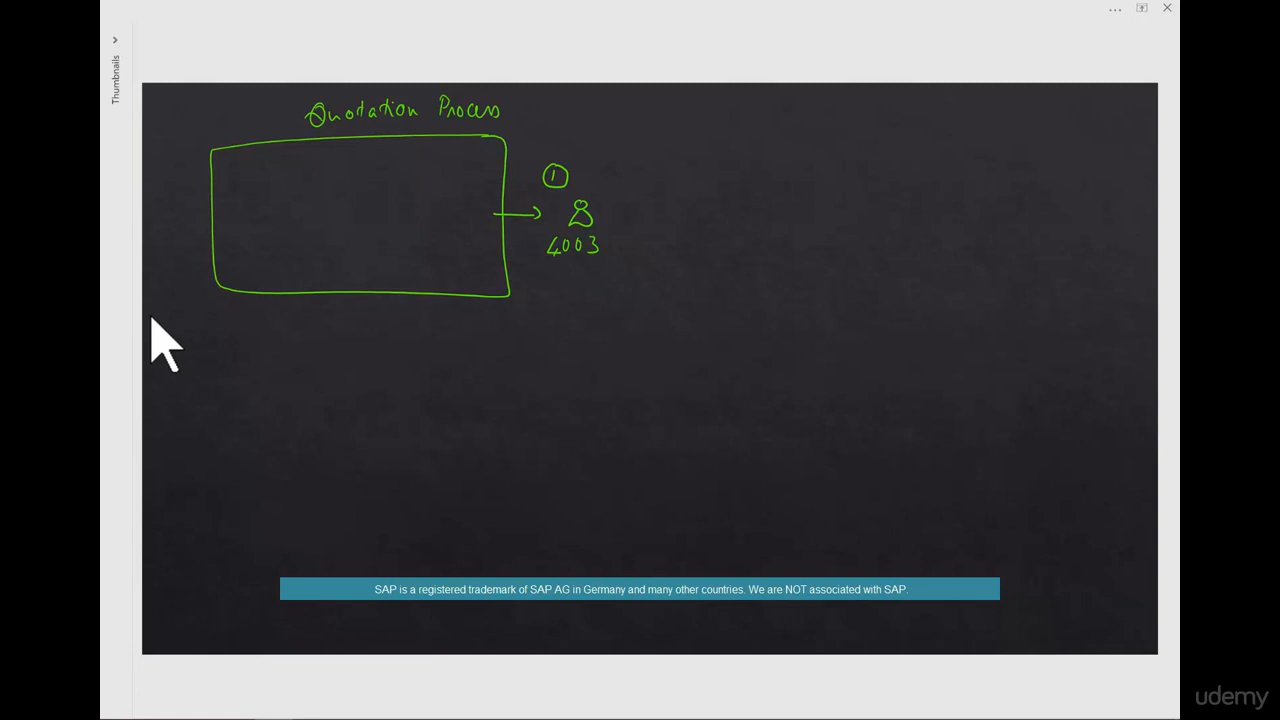 Thumbnails
Quotation Process
1
4003
SAP is a registered trademark of SAP AG in Germany and many other countries. We are NOT associated with SAP.
udemy